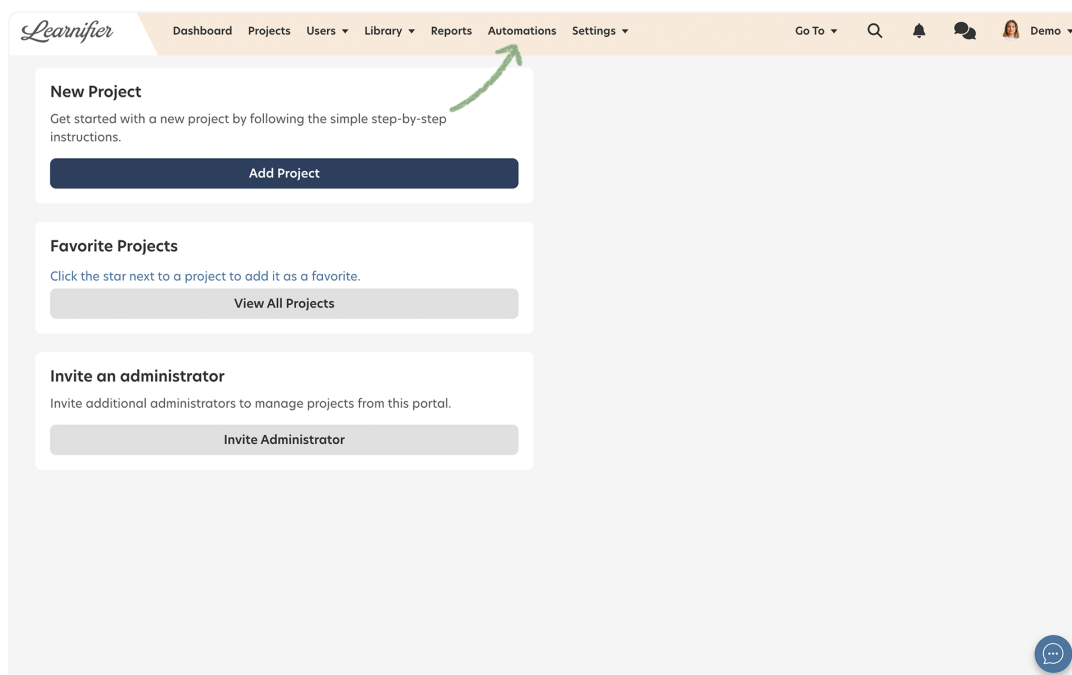 Learnifier
Dashboard
Projects
Users
Library
Reports
Automations
Settings
Go To
Demo
New Project
Get started with a new project by following the simple step-by-step
instructions.
Add Project
Favorite Projects
Click the star next to a project to add it as a favorite.
View All Projects
Invite an administrator
Invite additional administrators to manage projects from this portal.
Invite Administrator